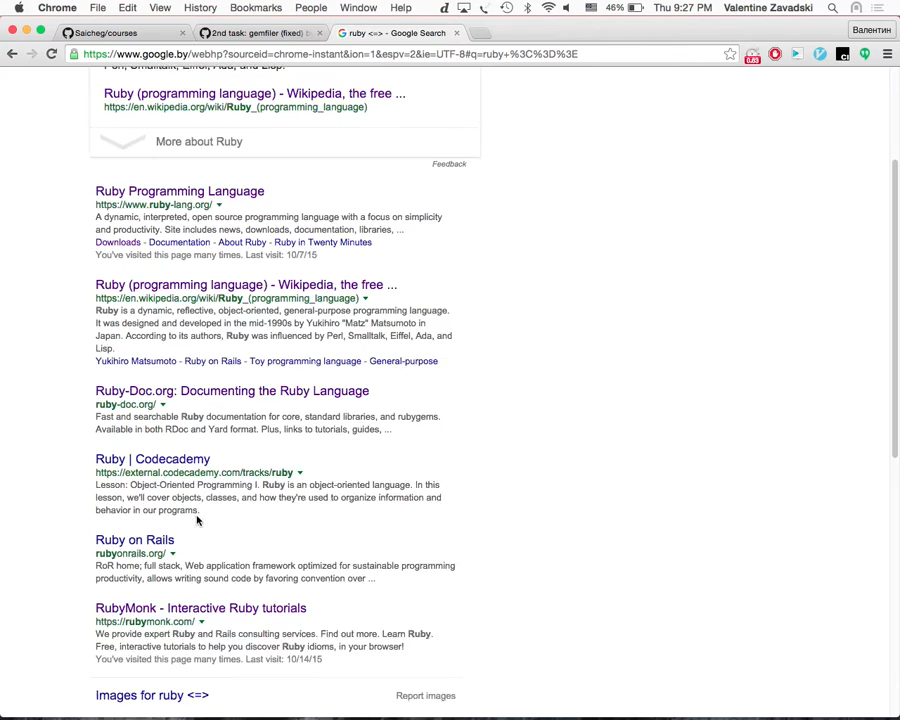 Chrome File Edit View History Bookmarks People Window Help 46% Thu 9:27 PM Valentine Zavadski
Saicheg/courses 2nd task: gemfiler (fixed) ruby <=> - Google Search Валентин
https://www.google.by/webhp?sourceid=chrome-instant&ion=1&espv=2&ie=UTF-8#q=ruby+%3C%3D%3E 0.83
Perl, Smalltalk, Eiffel, Ada, and Lisp.
Ruby (programming language) - Wikipedia, the free ...
https://en.wikipedia.org/wiki/Ruby_(programming_language)
More about Ruby
Feedback
Ruby Programming Language
https://www.ruby-lang.org/
A dynamic, interpreted, open source programming language with a focus on simplicity
and productivity. Site includes news, downloads, documentation, libraries, ...
Downloads - Documentation - About Ruby - Ruby in Twenty Minutes
You've visited this page many times. Last visit: 10/7/15
Ruby (programming language) - Wikipedia, the free ...
https://en.wikipedia.org/wiki/Ruby_(programming_language)
Ruby is a dynamic, reflective, object-oriented, general-purpose programming language.
It was designed and developed in the mid-1990s by Yukihiro "Matz" Matsumoto in
Japan. According to its authors, Ruby was influenced by Perl, Smalltalk, Eiffel, Ada, and
Lisp.
Yukihiro Matsumoto - Ruby on Rails - Toy programming language - General-purpose
Ruby-Doc.org: Documenting the Ruby Language
ruby-doc.org/
Fast and searchable Ruby documentation for core, standard libraries, and rubygems.
Available in both RDoc and Yard format. Plus, links to tutorials, guides, ...
Ruby | Codecademy
https://external.codecademy.com/tracks/ruby
Lesson: Object-Oriented Programming I. Ruby is an object-oriented language. In this
lesson, we'll cover objects, classes, and how they're used to organize information and
behavior in our programs.
Ruby on Rails
rubyonrails.org/
RoR home; full stack, Web application framework optimized for sustainable programming
productivity, allows writing sound code by favoring convention over ...
RubyMonk - Interactive Ruby tutorials
https://rubymonk.com/
We provide expert Ruby and Rails consulting services. Find out more. Learn Ruby.
Free, interactive tutorials to help you discover Ruby idioms, in your browser!
You've visited this page many times. Last visit: 10/14/15
Images for ruby <=>
Report images